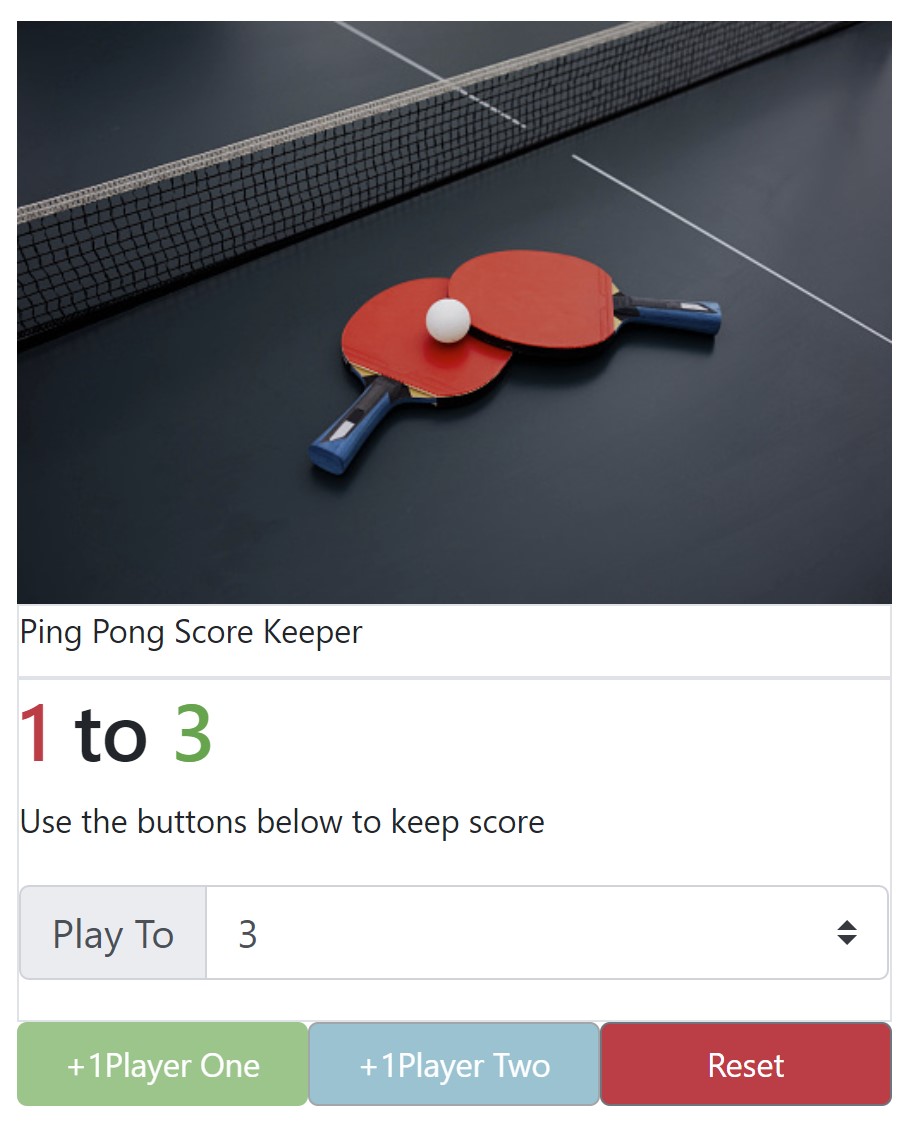 Ping Pong Score Keeper
1 to 3
Use the buttons below to keep score
Play To 3
+1Player One +1Player Two Reset